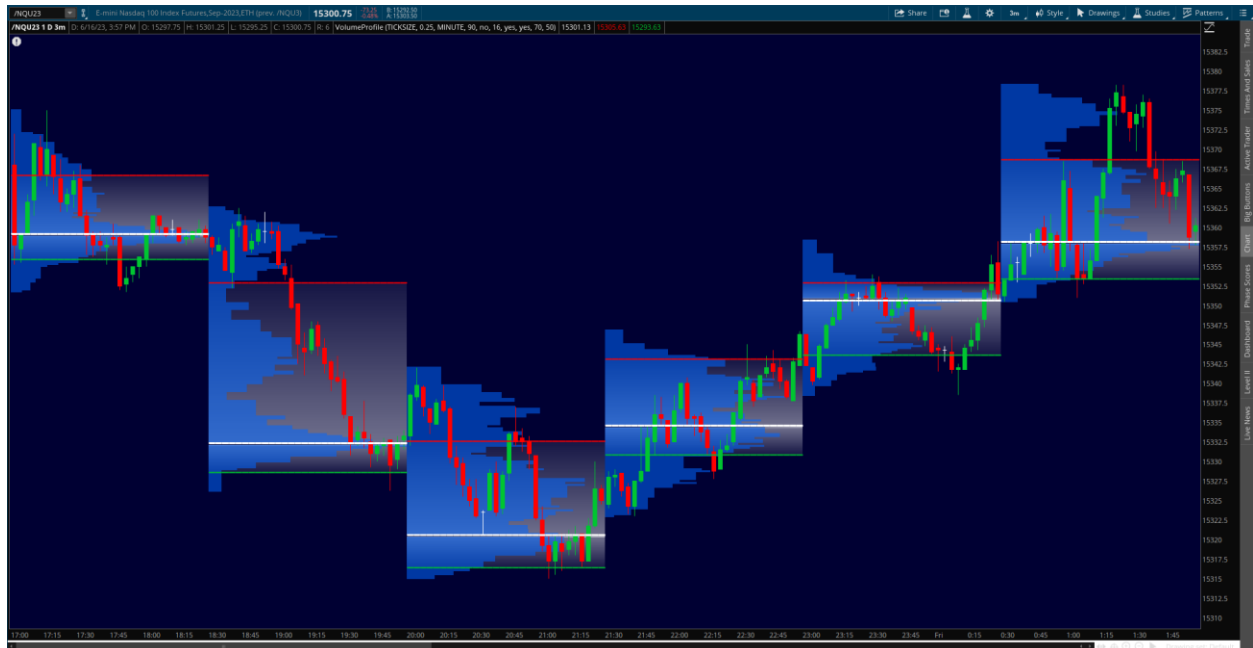 /NQU23 E-mini Nasdaq 100 Index Futures,Sep-2023,ETH (prev. /NQU3) 15300.75 B: 15292.50 A: 15303.50 Share 3m Style Drawings Studies Patterns
/NQU23 1 D 3m D: 6/16/23, 3:57 PM O: 15297.75 H: 15301.25 L: 15295.25 C: 15300.75 R: 6 VolumeProfile (TICKSIZE, 0.25, MINUTE, 90, no, 16, yes, yes, 70, 50) 15301.13 15305.63 15293.63
15382.5
15380
15377.5
15375
15372.5
15370
15367.5
15365
15362.5
15360
15357.5
15355
15352.5
15350
15347.5
15345
15342.5
15340
15337.5
15335
15332.5
15330
15327.5
15325
15322.5
15320
15317.5
15315
15312.5
15310
Trade
Times And Sales
Active Trader
Big Buttons
Chart
Phase Scores
Dashboard
Level II
Live News
17:00 17:15 17:30 17:45 18:00 18:15 18:30 18:45 19:00 19:15 19:30 19:45 20:00 20:15 20:30 20:45 21:00 21:15 21:30 21:45 22:00 22:15 22:30 22:45 23:00 23:15 23:30 23:45 Fri 0:15 0:30 0:45 1:00 1:15 1:30 1:45